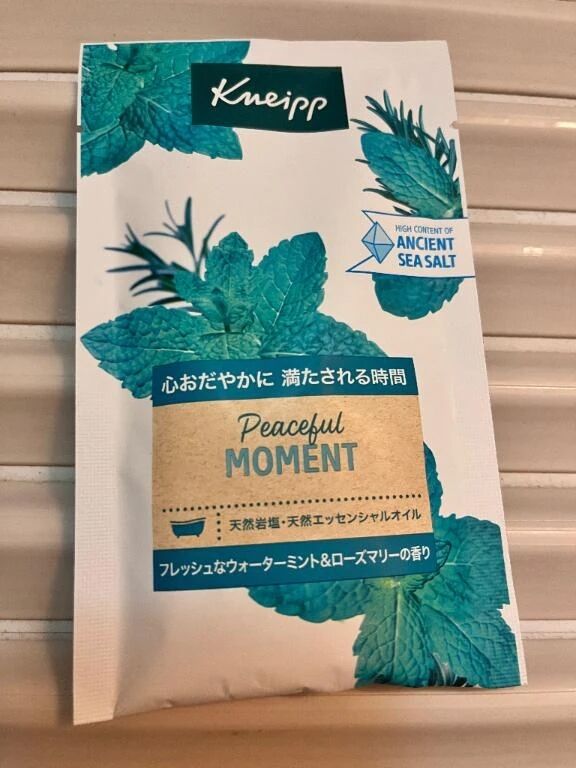 Kneipp
HIGH CONTENT OF
ANCIENT
SEA SALT
心おだやかに 満たされる時間
Peaceful
MOMENT
天然岩塩・天然エッセンシャルオイル
フレッシュなウォーターミント&ローズマリーの香り